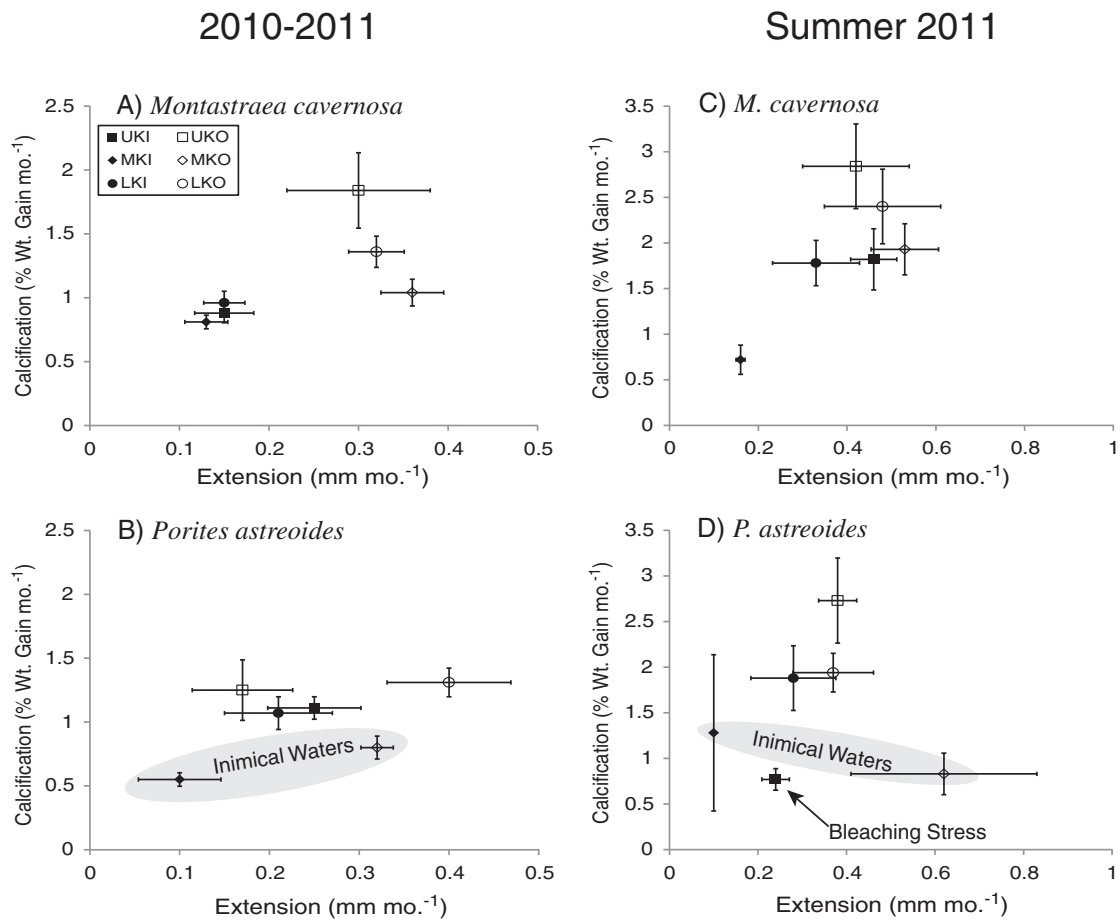 2010-2011
Summer 2011
A) Montastraea cavernosa
Calcification (% Wt. Gain mo.⁻¹)
2.5
2
1.5
1
0.5
0
UKI UKO
MKI MKO
LKI LKO
0 0.1 0.2 0.3 0.4 0.5
Extension (mm mo.⁻¹)
C) M. cavernosa
Calcification (% Wt. Gain mo.⁻¹)
3.5
3
2.5
2
1.5
1
0.5
0
0 0.2 0.4 0.6 0.8 1
Extension (mm mo.⁻¹)
B) Porites astreoides
Calcification (% Wt. Gain mo.⁻¹)
2.5
2
1.5
1
0.5
0
Inimical Waters
0 0.1 0.2 0.3 0.4 0.5
Extension (mm mo.⁻¹)
D) P. astreoides
Calcification (% Wt. Gain mo.⁻¹)
3.5
3
2.5
2
1.5
1
0.5
0
Inimical Waters
Bleaching Stress
0 0.2 0.4 0.6 0.8 1
Extension (mm mo.⁻¹)